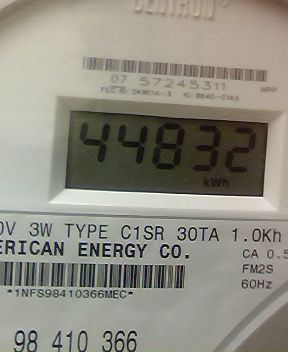 CENTRON®
07 57245311
44832
kWh
0V 3W TYPE C1SR 30TA 1.0Kh
ERICAN ENERGY CO.
CA 0.5
FM2S
60Hz
*1NFS98410366MEC*
98 410 366